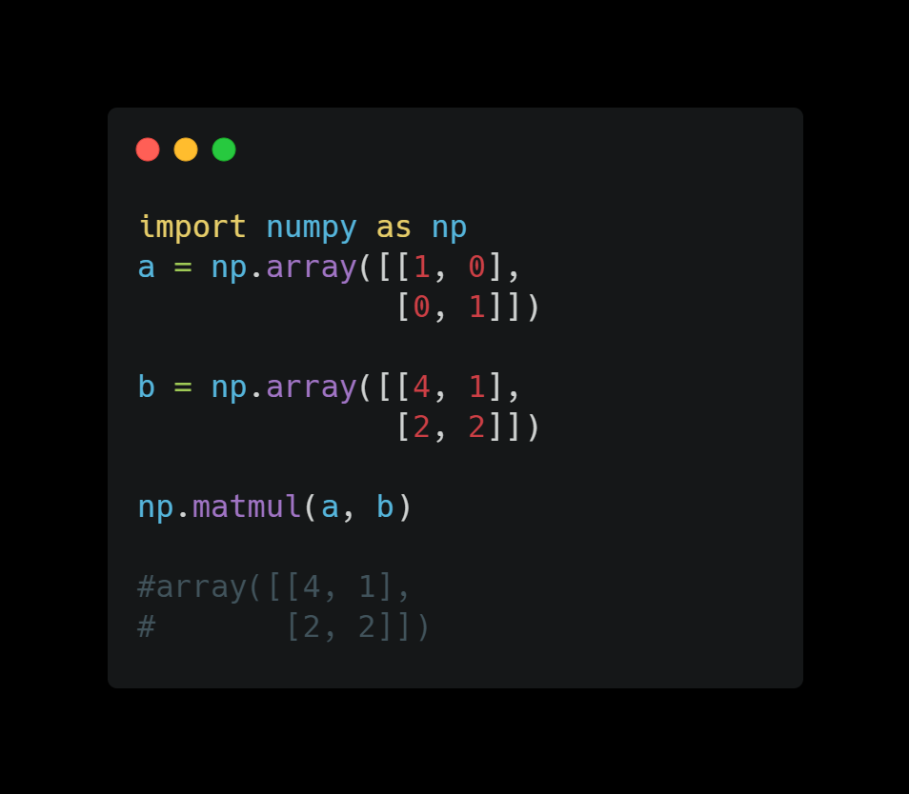 import numpy as np
a = np.array([[1, 0],
              [0, 1]])
b = np.array([[4, 1],
              [2, 2]])
np.matmul(a, b)
#array([[4, 1],
#       [2, 2]])